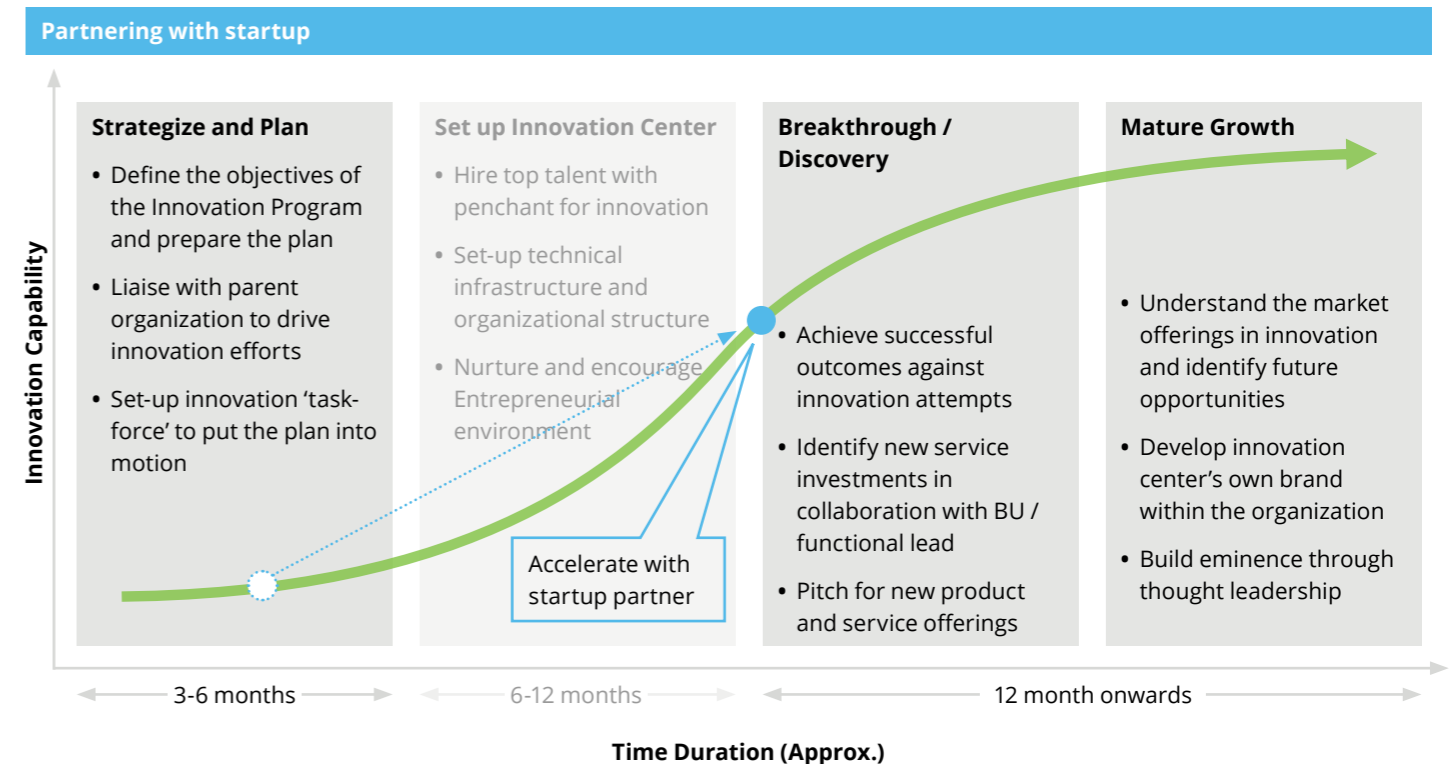 Partnering with startup
Innovation Capability
Strategize and Plan
• Define the objectives of
the Innovation Program
and prepare the plan
• Liaise with parent
organization to drive
innovation efforts
• Set-up innovation ‘task-
force’ to put the plan into
motion
Set up Innovation Center
• Hire top talent with
penchant for innovation
• Set-up technical
infrastructure and
organizational structure
• Nurture and encourage
Entrepreneurial
environment
Accelerate with
startup partner
Breakthrough /
Discovery
• Achieve successful
outcomes against
innovation attempts
• Identify new service
investments in
collaboration with BU /
functional lead
• Pitch for new product
and service offerings
Mature Growth
• Understand the market
offerings in innovation
and identify future
opportunities
• Develop innovation
center’s own brand
within the organization
• Build eminence through
thought leadership
3-6 months
6-12 months
12 month onwards
Time Duration (Approx.)